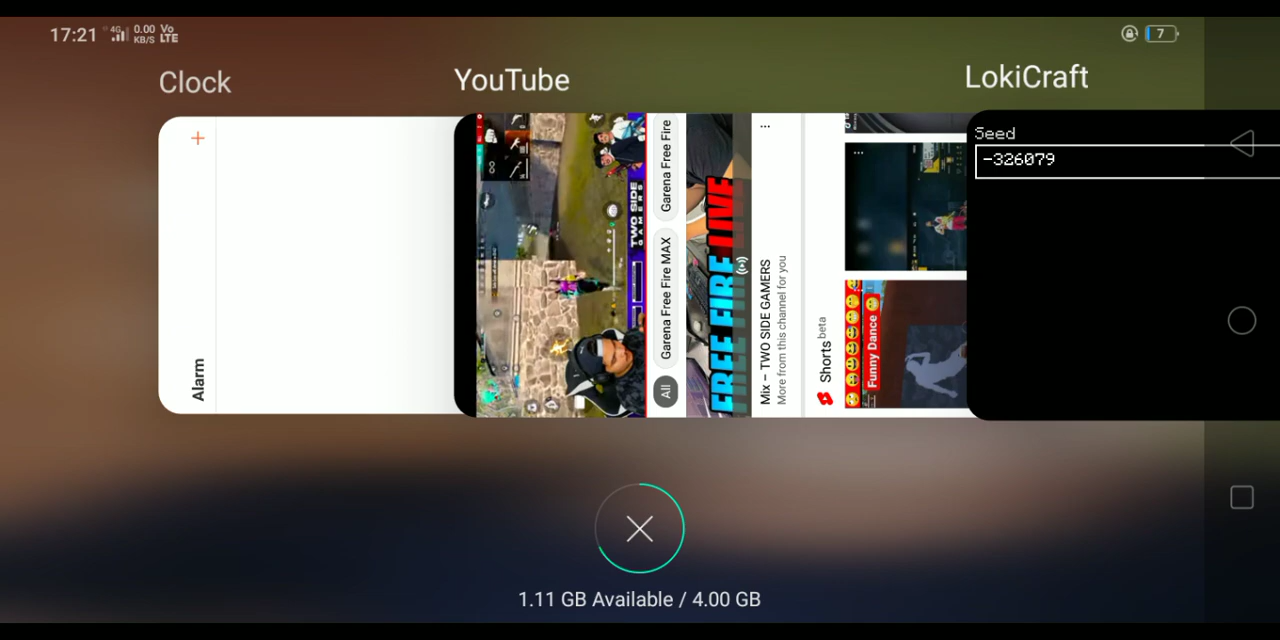 17:21 4G 0.00 KB/S Vo LTE
7
Clock
YouTube
LokiCraft
Alarm
TWO SIDE
GAMERS
All
Garena Free Fire MAX
Garena Free Fire
FREE FIRE LIVE
Mix – TWO SIDE GAMERS
More from this channel for you
Shorts beta
Funny Dance
Seed
-326079
1.11 GB Available / 4.00 GB